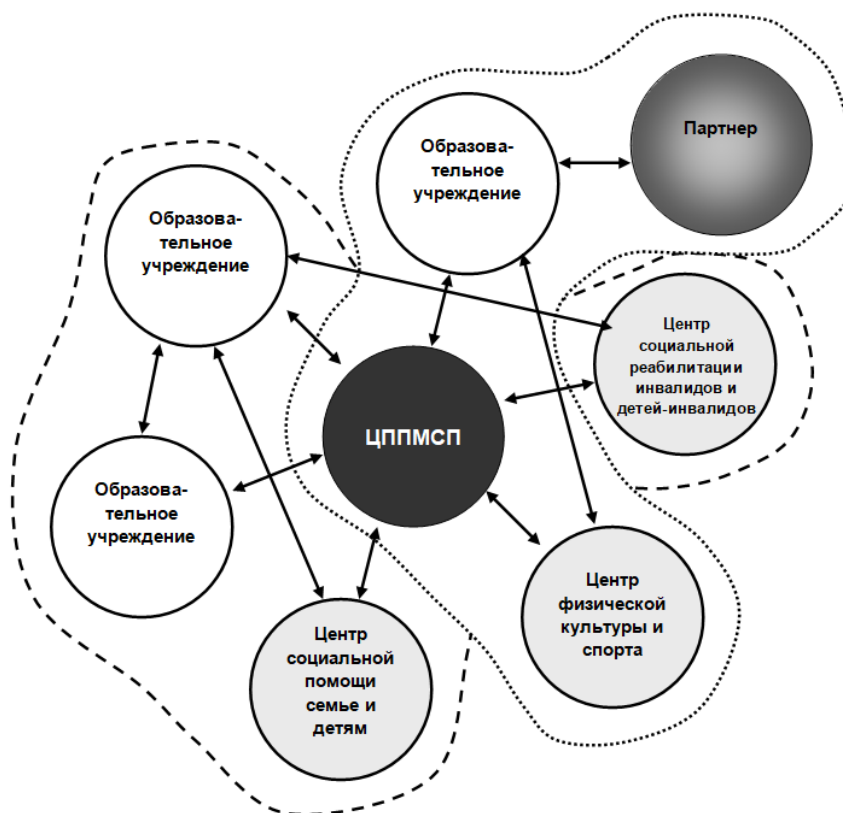 Партнер
Образова-
тельное
учреждение
Образова-
тельное
учреждение
Центр
социальной
реабилитации
инвалидов и
детей-инвалидов
ЦППМСП
Образова-
тельное
учреждение
Центр
физической
культуры и
спорта
Центр
социальной
помощи
семье и
детям